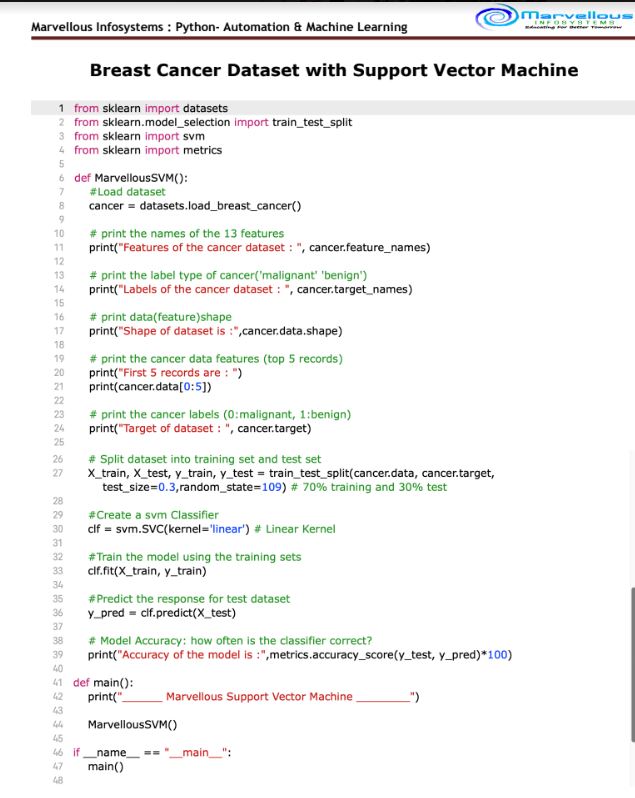 Marvellous Infosystems : Python- Automation & Machine Learning
Marvellous
INFOSYSTEMS
Educating for Better Tomorrow
Breast Cancer Dataset with Support Vector Machine
1 from sklearn import datasets
2 from sklearn.model_selection import train_test_split
3 from sklearn import svm
4 from sklearn import metrics
5
6 def MarvellousSVM():
7 #Load dataset
8 cancer = datasets.load_breast_cancer()
9
10 # print the names of the 13 features
11 print("Features of the cancer dataset : ", cancer.feature_names)
12
13 # print the label type of cancer('malignant' 'benign')
14 print("Labels of the cancer dataset : ", cancer.target_names)
15
16 # print data(feature)shape
17 print("Shape of dataset is :",cancer.data.shape)
18
19 # print the cancer data features (top 5 records)
20 print("First 5 records are : ")
21 print(cancer.data[0:5])
22
23 # print the cancer labels (0:malignant, 1:benign)
24 print("Target of dataset : ", cancer.target)
25
26 # Split dataset into training set and test set
27 X_train, X_test, y_train, y_test = train_test_split(cancer.data, cancer.target,
test_size=0.3,random_state=109) # 70% training and 30% test
28
29 #Create a svm Classifier
30 clf = svm.SVC(kernel='linear') # Linear Kernel
31
32 #Train the model using the training sets
33 clf.fit(X_train, y_train)
34
35 #Predict the response for test dataset
36 y_pred = clf.predict(X_test)
37
38 # Model Accuracy: how often is the classifier correct?
39 print("Accuracy of the model is :",metrics.accuracy_score(y_test, y_pred)*100)
40
41 def main():
42 print("______ Marvellous Support Vector Machine ________")
43
44 MarvellousSVM()
45
46 if __name__ == "__main__":
47 main()
48